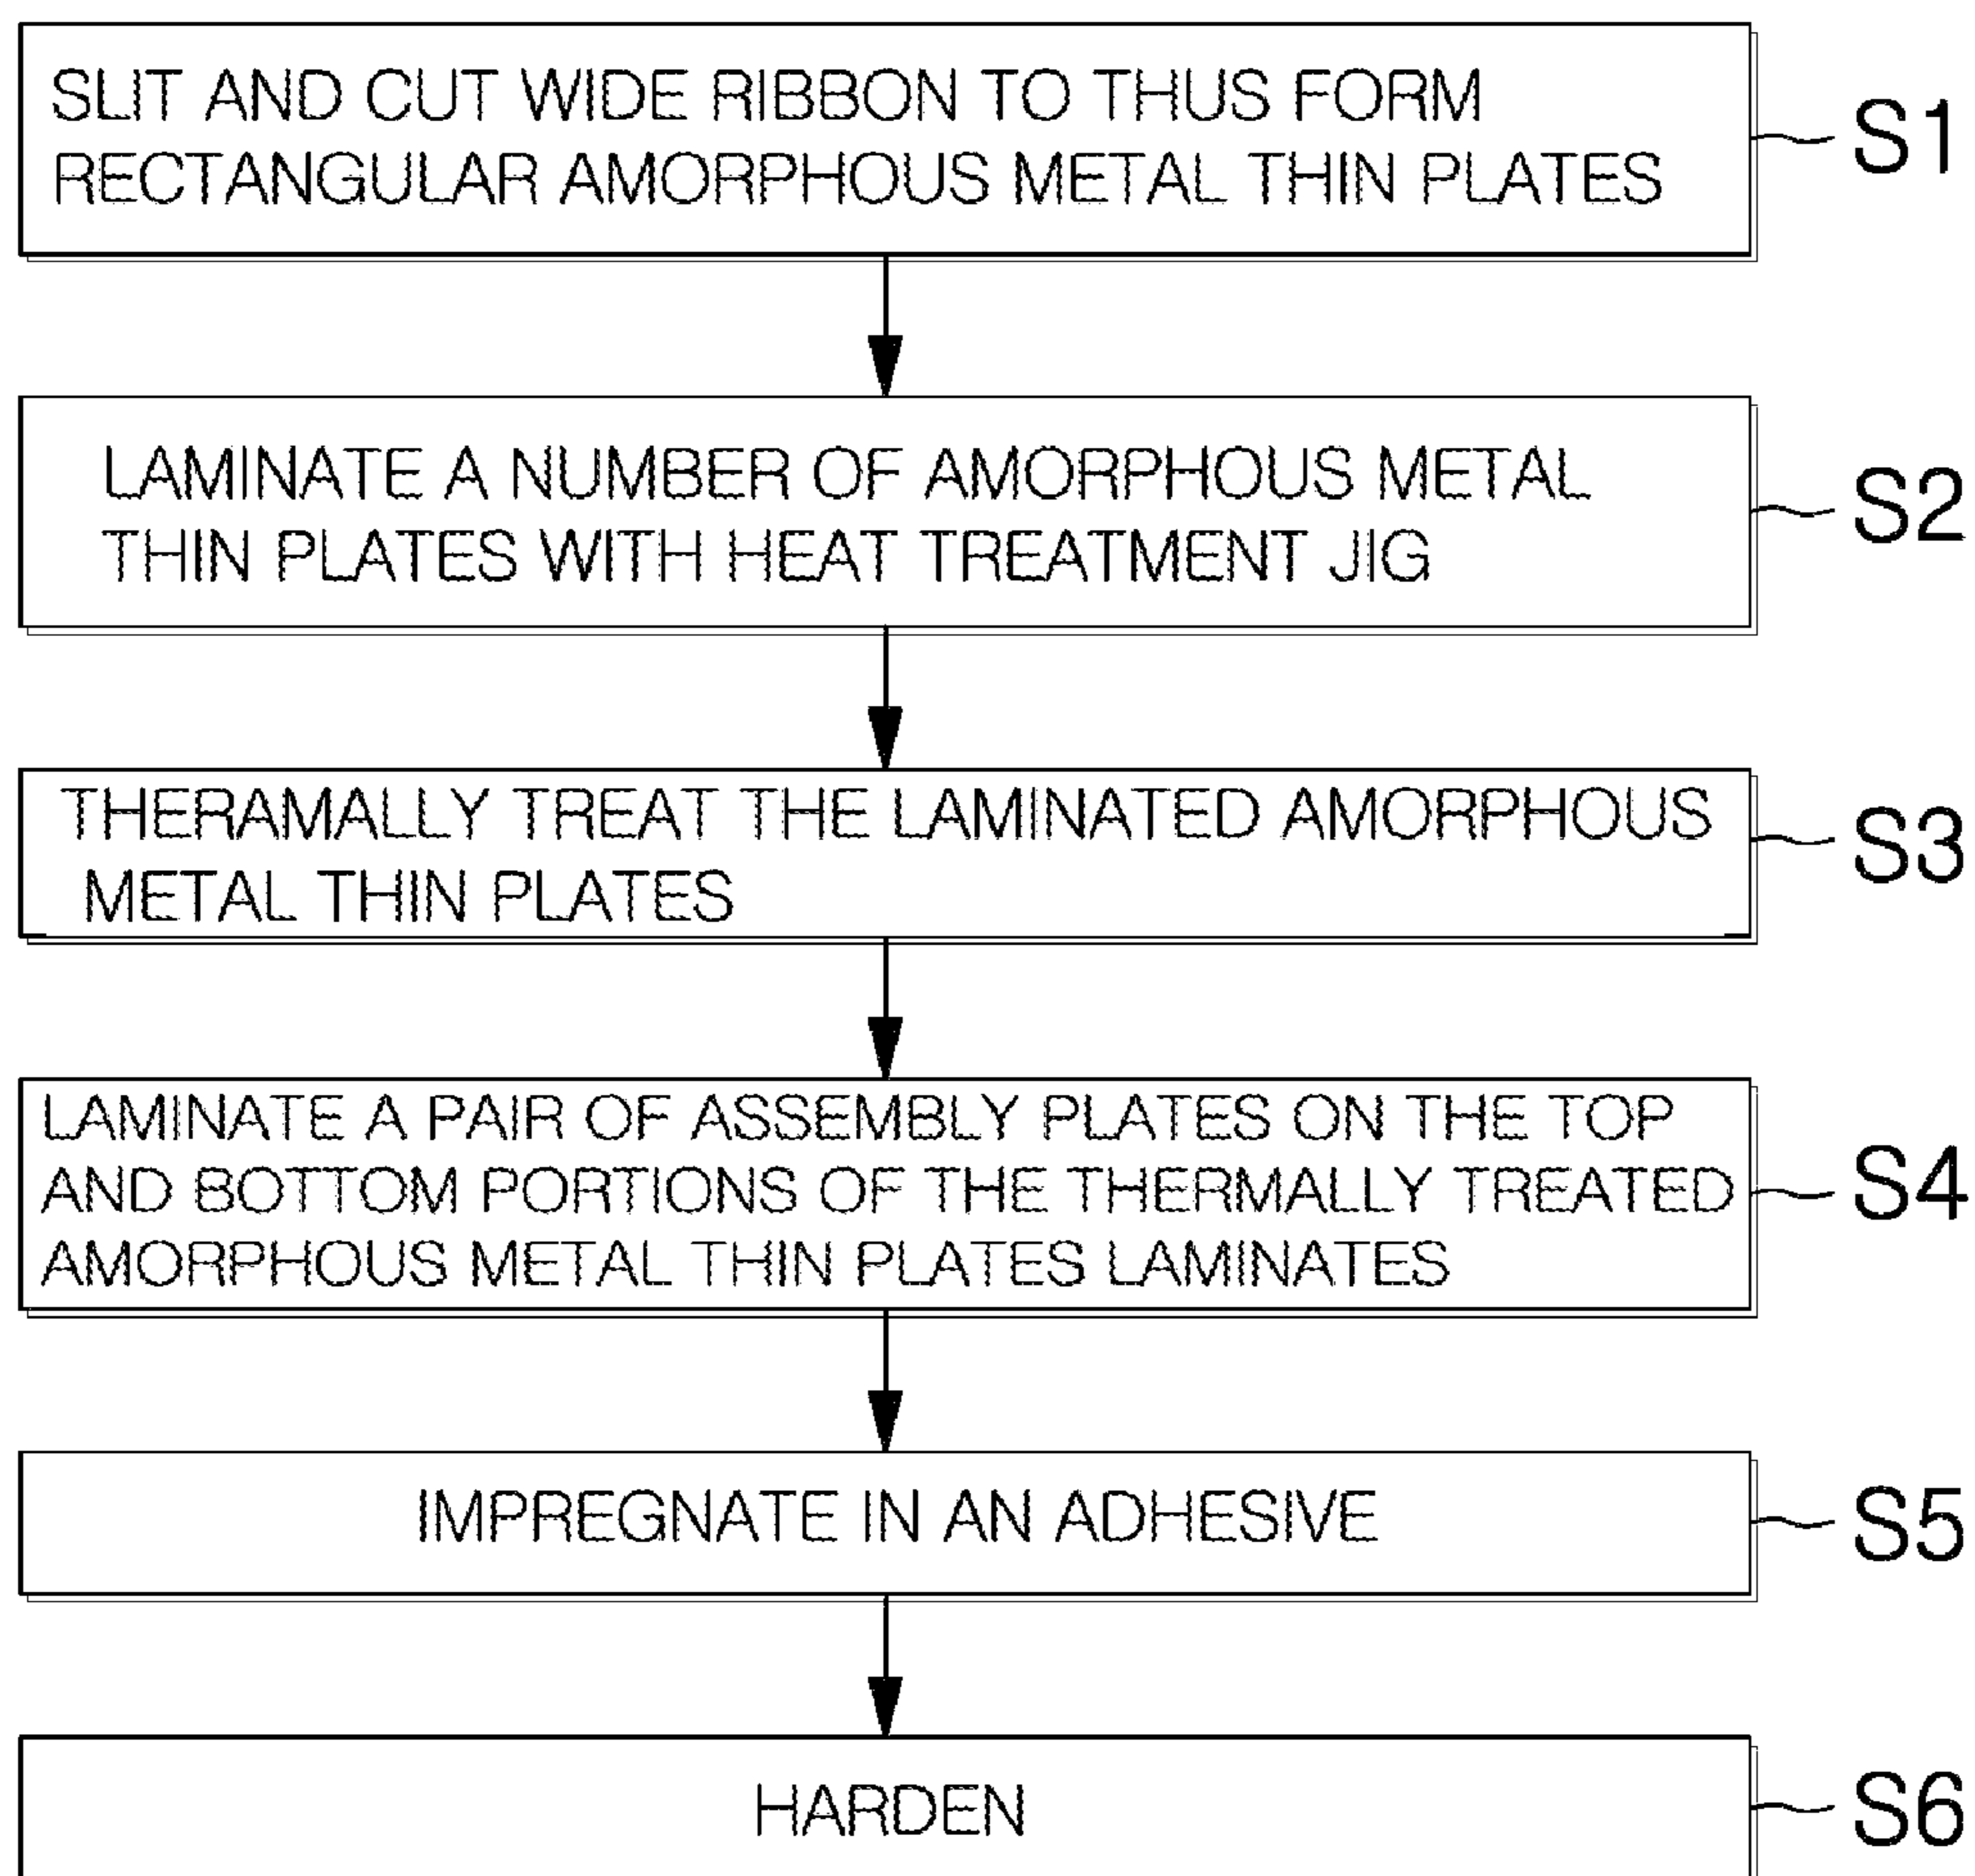 SLIT AND CUT WIDE RIBBON TO THUS FORM
RECTANGULAR AMORPHOUS METAL THIN PLATES
S1
LAMINATE A NUMBER OF AMORPHOUS METAL
THIN PLATES WITH HEAT TREATMENT JIG
S2
THERAMALLY TREAT THE LAMINATED AMORPHOUS
METAL THIN PLATES
S3
LAMINATE A PAIR OF ASSEMBLY PLATES ON THE TOP
AND BOTTOM PORTIONS OF THE THERMALLY TREATED
AMORPHOUS METAL THIN PLATES LAMINATES
S4
IMPREGNATE IN AN ADHESIVE
S5
HARDEN
S6